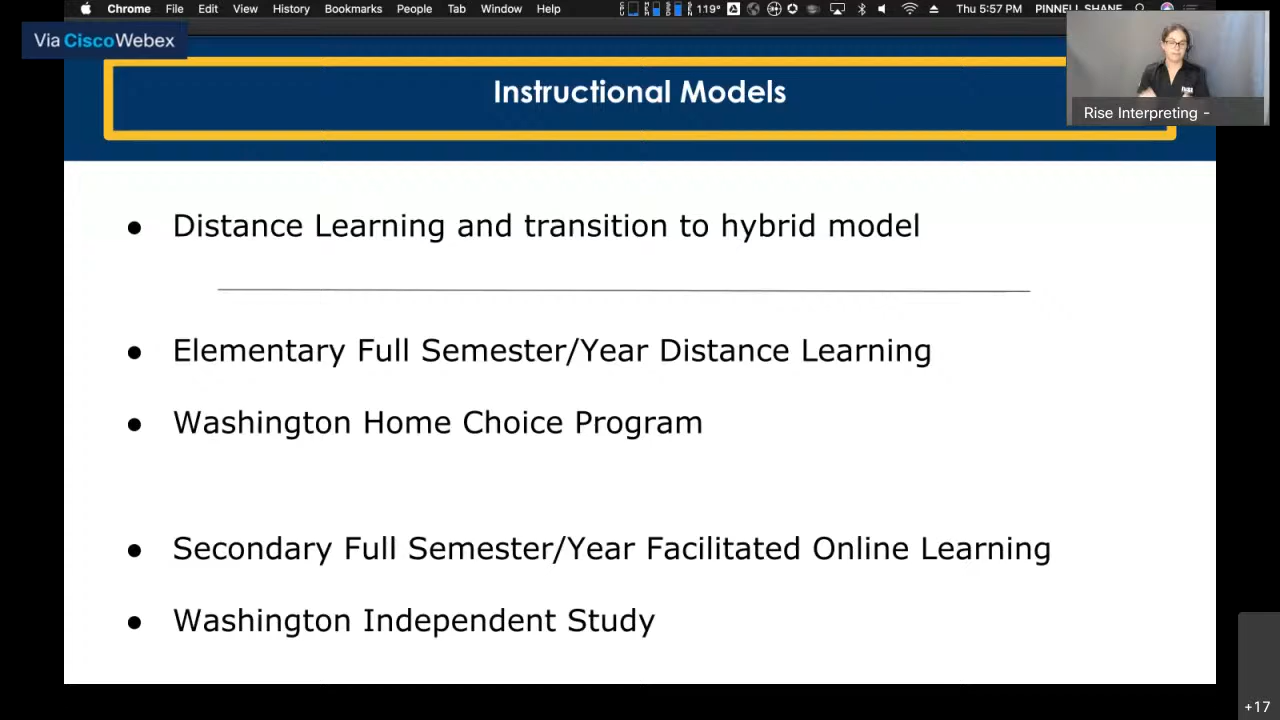 Chrome File Edit View History Bookmarks People Tab Window Help 119° Thu 5:57 PM PINNELL SHANE
Via CiscoWebex
Instructional Models
Rise Interpreting -
● Distance Learning and transition to hybrid model
● Elementary Full Semester/Year Distance Learning
● Washington Home Choice Program
● Secondary Full Semester/Year Facilitated Online Learning
● Washington Independent Study
+17